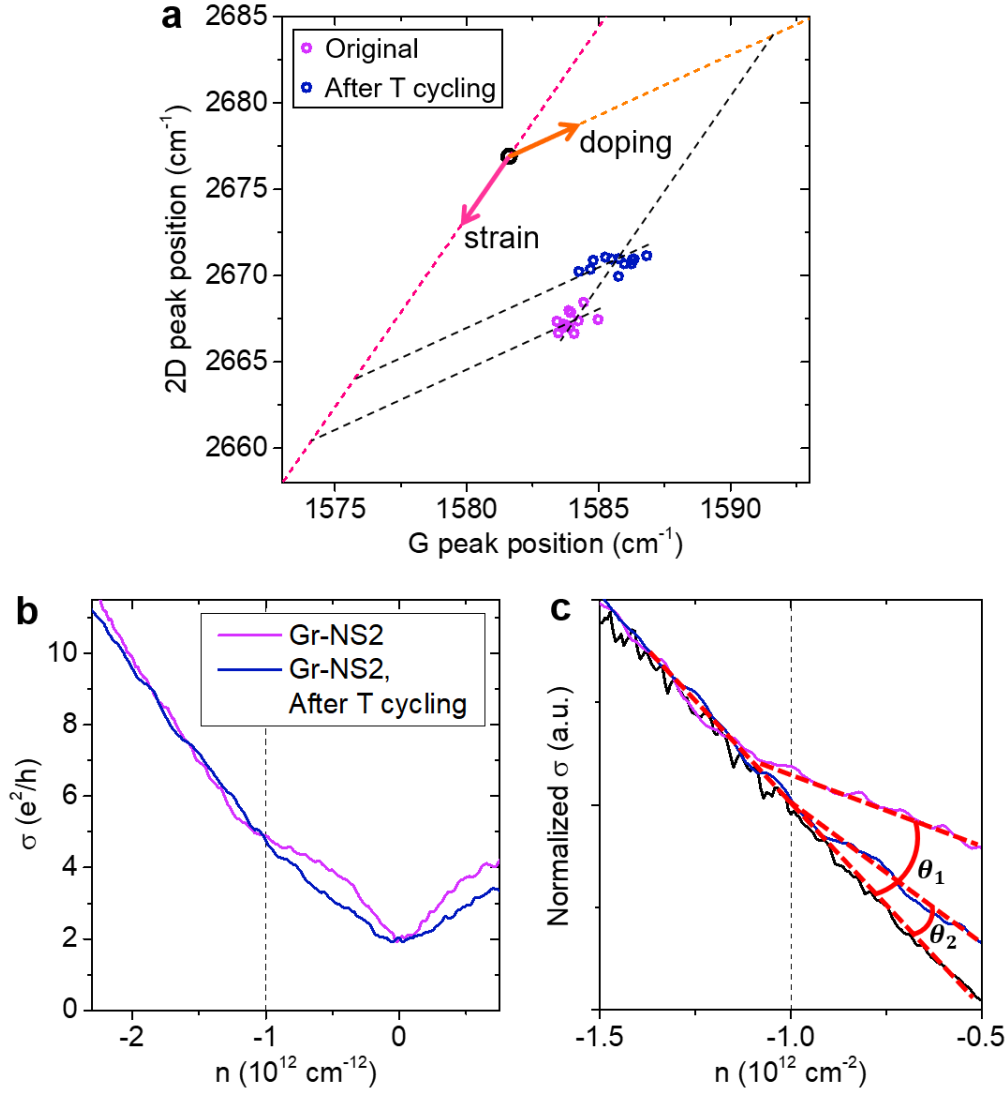 a
2685
2680
2675
2670
2665
2660
2D peak position (cm⁻¹)
Original
After T cycling
doping
strain
1575 1580 1585 1590
G peak position (cm⁻¹)
b
10
8
6
4
2
0
σ (e²/h)
Gr-NS2
Gr-NS2,
After T cycling
-2 -1 0
n (10¹² cm⁻¹²)
c
Normalized σ (a.u.)
θ₁
θ₂
-1.5 -1.0 -0.5
n (10¹² cm⁻²)